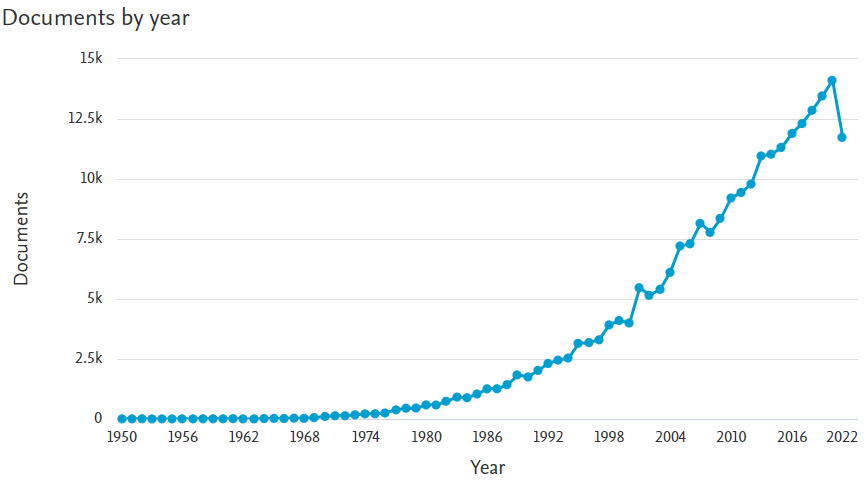 Documents by year
15k
12.5k
10k
7.5k
5k
2.5k
0
Documents
1950 1956 1962 1968 1974 1980 1986 1992 1998 2004 2010 2016 2022
Year